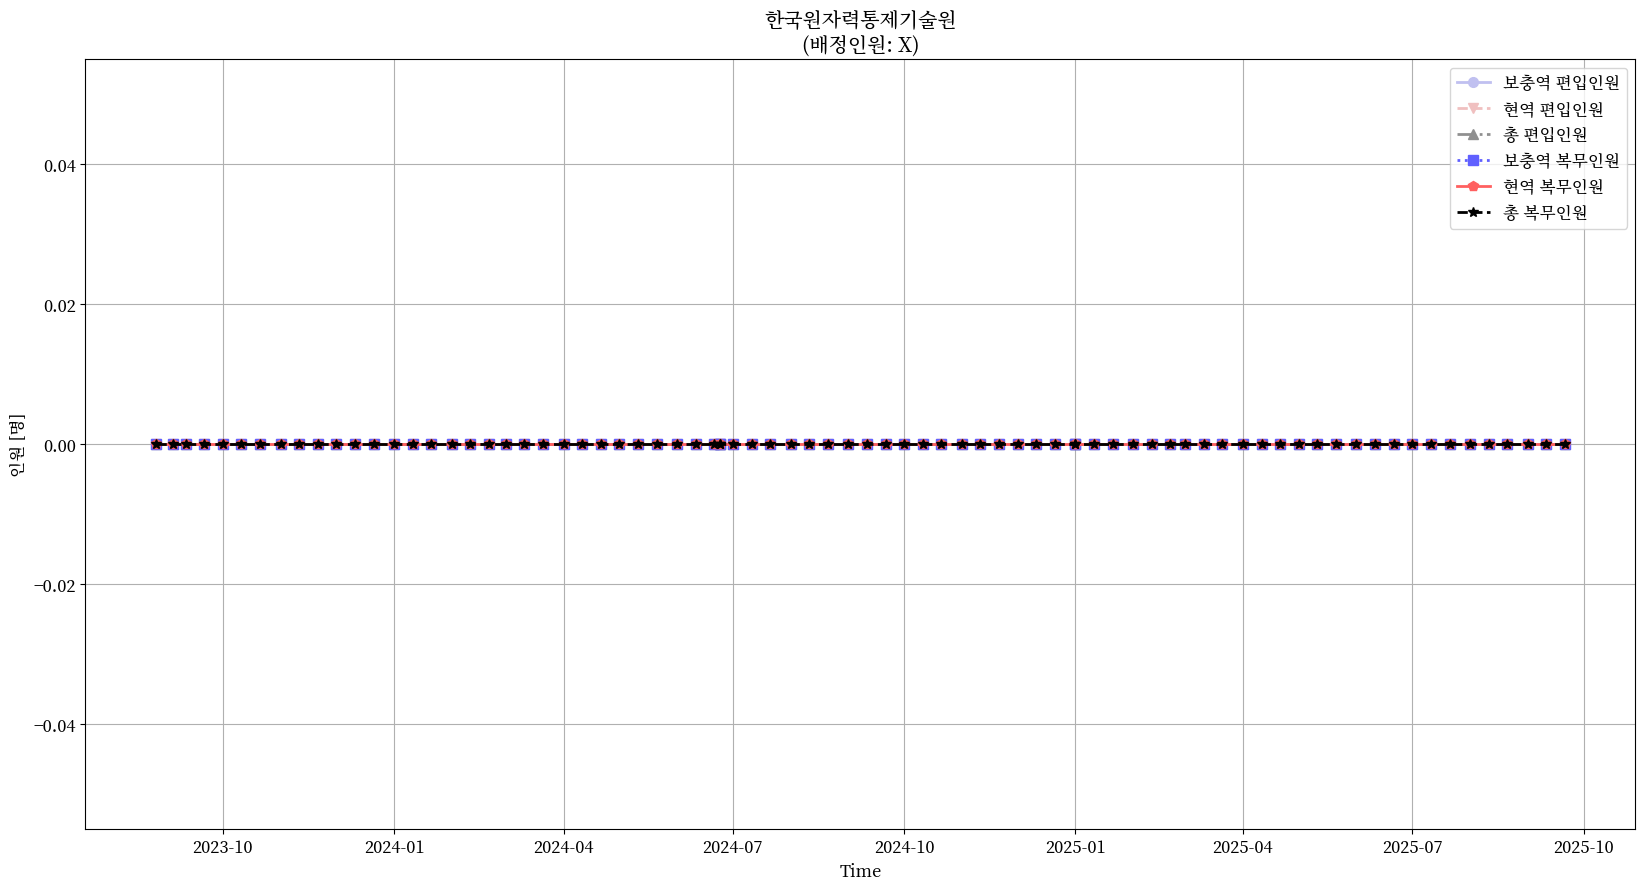 한국원자력통제기술원
(배정인원: X)
보충역 편입인원
현역 편입인원
총 편입인원
보충역 복무인원
현역 복무인원
총 복무인원
인원 [명]
0.04
0.02
0.00
−0.02
−0.04
2023-10
2024-01
2024-04
2024-07
2024-10
2025-01
2025-04
2025-07
2025-10
Time